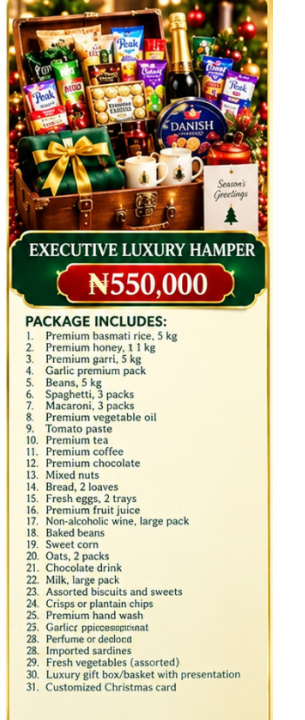 Peak
Peak
Peak
MILO
DANISH
Season's
Greetings
EXECUTIVE LUXURY HAMPER
₦550,000
PACKAGE INCLUDES:
1. Premium basmati rice, 5 kg
2. Premium honey, 1 1 kg
3. Premium garri, 5 kg
4. Garlic premium pack
5. Beans, 5 kg
6. Spaghetti, 3 packs
7. Macaroni, 3 packs
8. Premium vegetable oil
9. Tomato paste
10. Premium tea
11. Premium coffee
12. Premium chocolate
13. Mixed nuts
14. Bread, 2 loaves
15. Fresh eggs, 2 trays
16. Premium fruit juice
17. Non-alcoholic wine, large pack
18. Baked beans
19. Sweet corn
20. Oats, 2 packs
21. Chocolate drink
22. Milk, large pack
23. Assorted biscuits and sweets
24. Crisps or plantain chips
25. Premium hand wash
25. Garlicr
28. Perfume or
28. Imported sardines
29. Fresh vegetables (assorted)
30. Luxury gift box/basket with presentation
31. Customized Christmas card